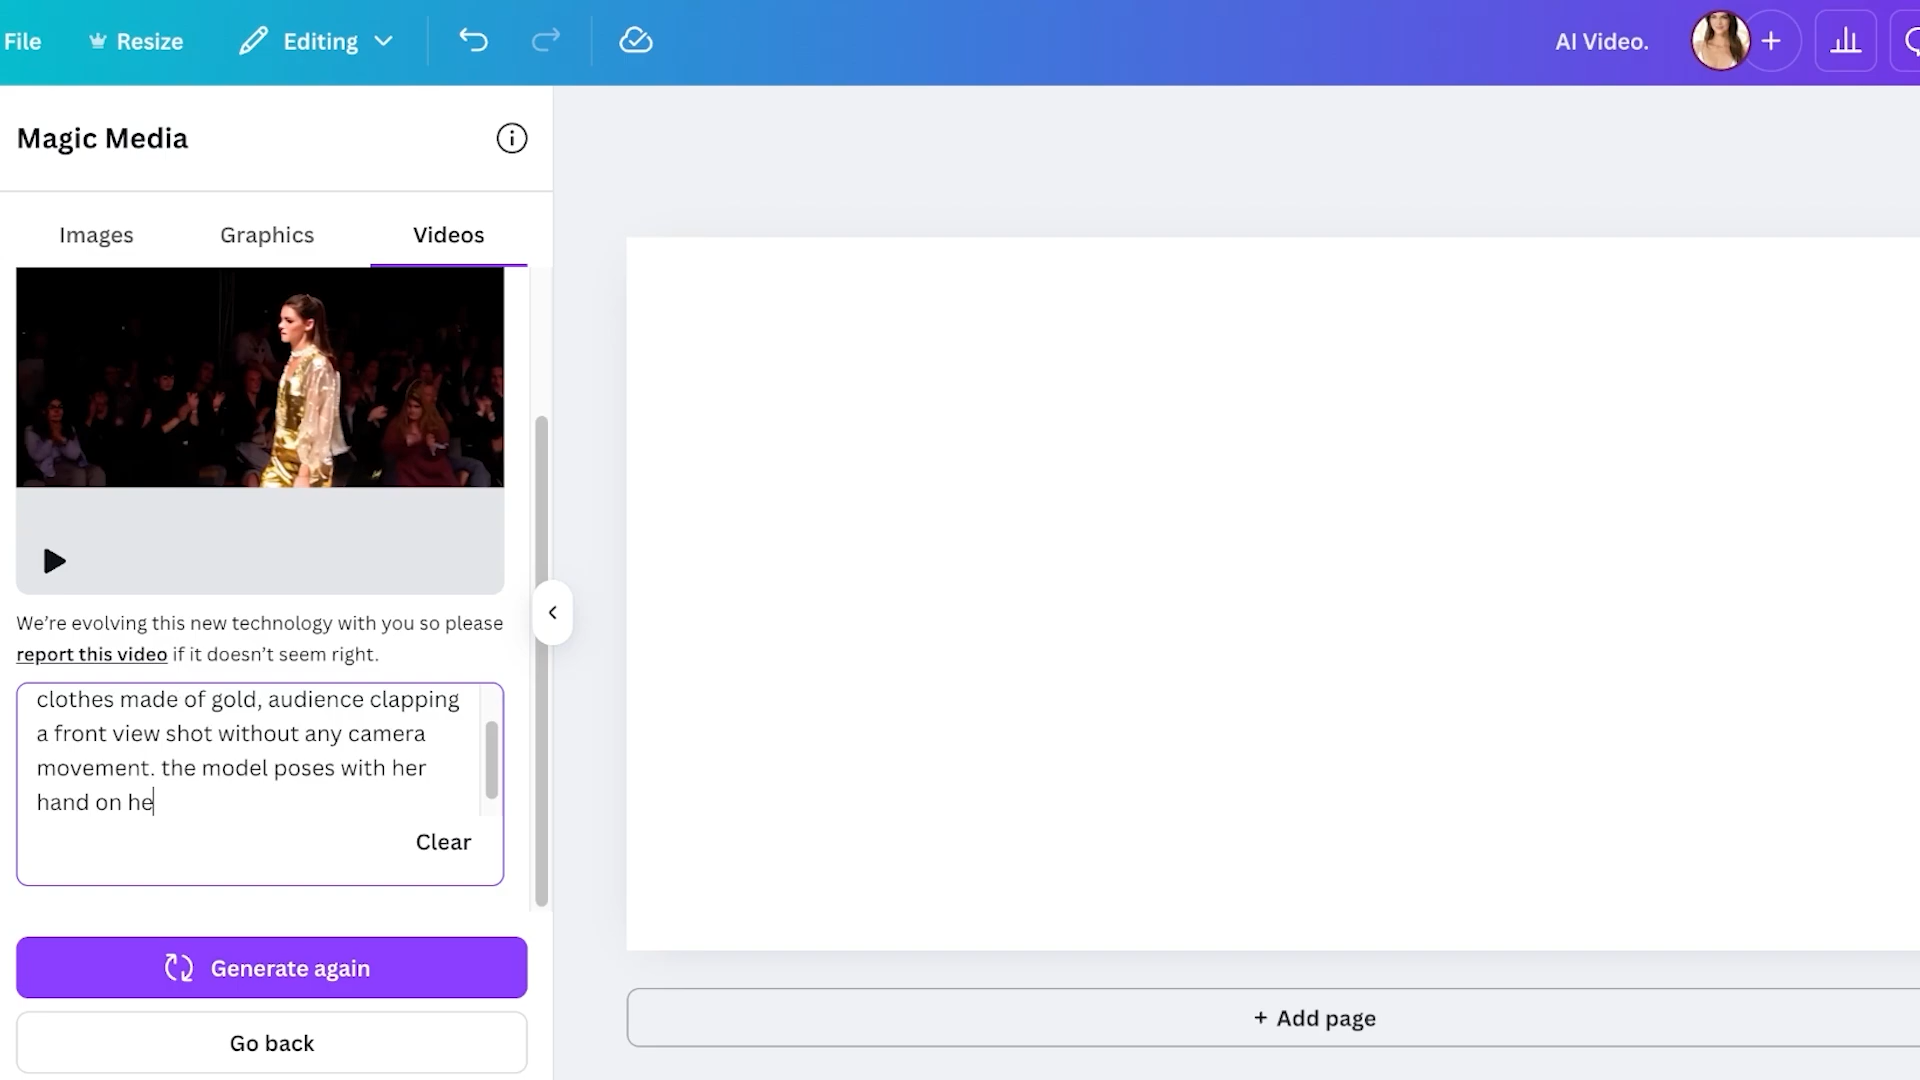 File
Resize
Editing
AI Video.
Magic Media
Images
Graphics
Videos
We’re evolving this new technology with you so please
report this video if it doesn’t seem right.
clothes made of gold, audience clapping
a front view shot without any camera
movement. the model poses with her
hand on he
Clear
Generate again
Go back
+ Add page